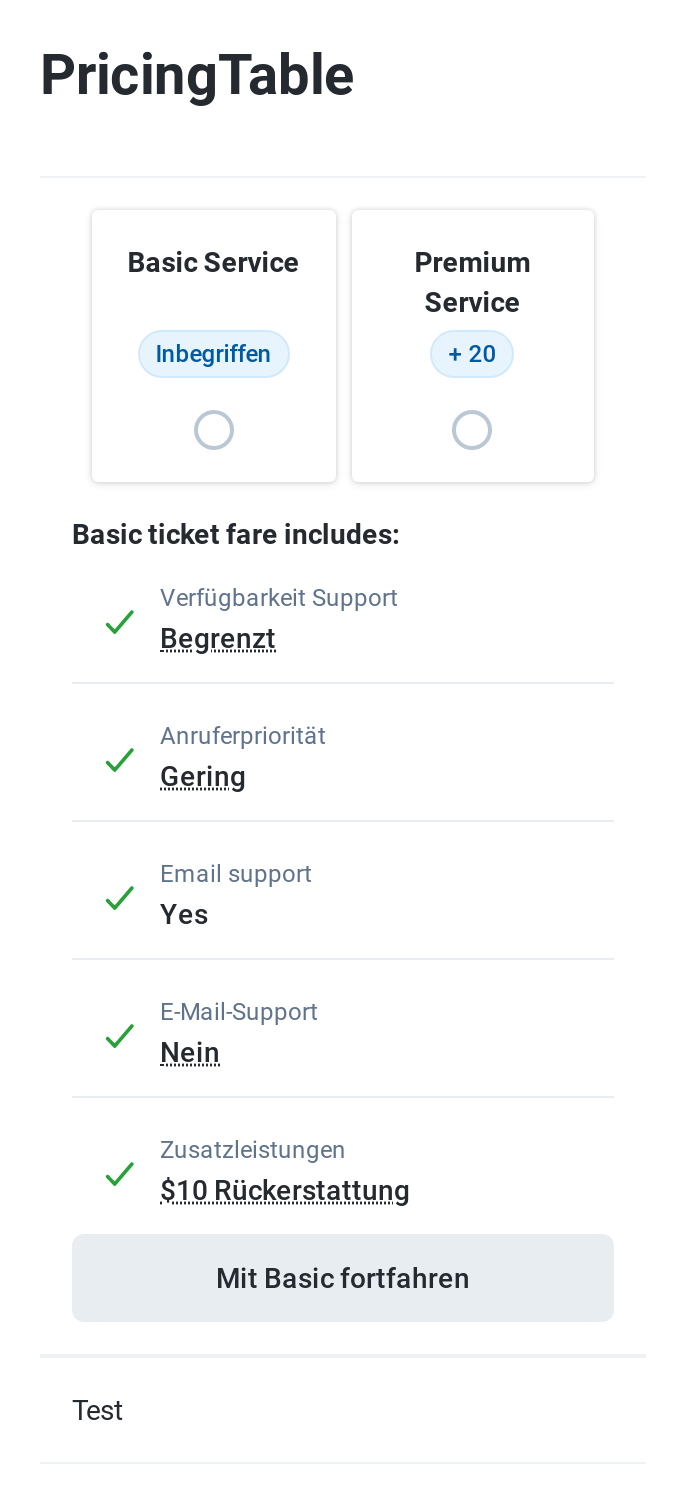 PricingTable
Basic Service
Premium
Service
Inbegriffen
+ 20
Basic ticket fare includes:
Verfügbarkeit Support
Begrenzt
Anruferpriorität
Gering
Email support
Yes
E-Mail-Support
Nein
Zusatzleistungen
$10 Rückerstattung
Mit Basic fortfahren
Test